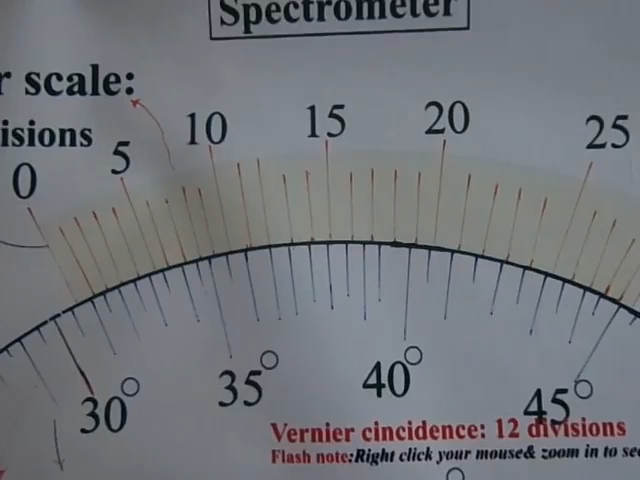 Spectrometer
r scale:
isions
0 5 10 15 20 25
30° 35° 40° 45°
Vernier cincidence: 12 divisions
Flash note:Right click your mouse& zoom in to see